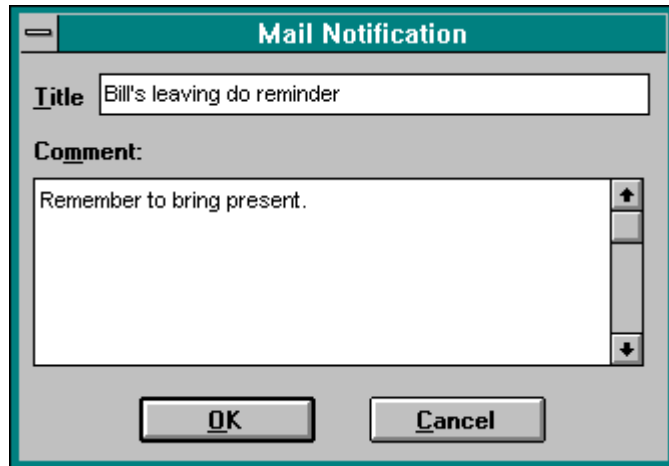 Mail Notification
Title Bill's leaving do reminder
Comment:
Remember to bring present.
OK Cancel